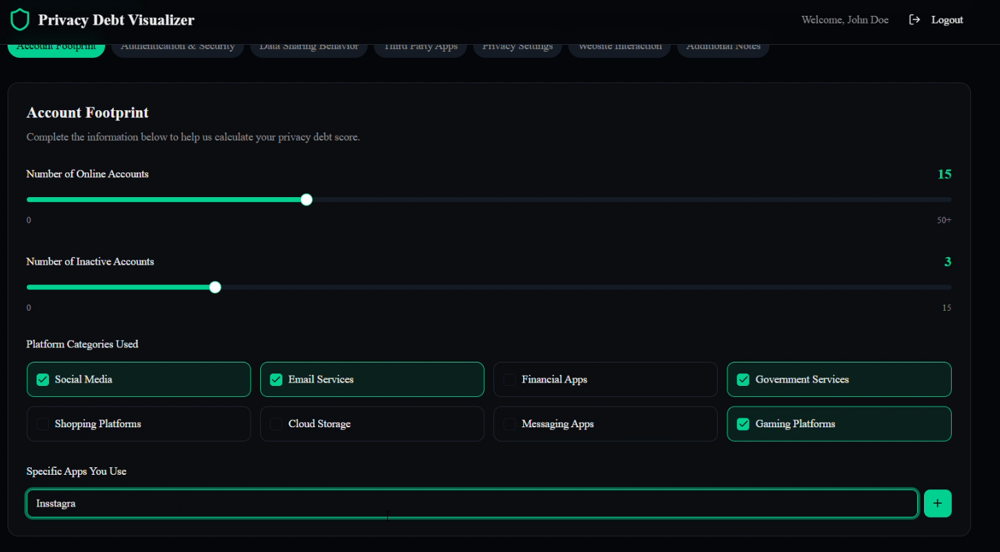 Privacy Debt Visualizer
Welcome, John Doe
Logout
Account Footprint
Authentication & Security
Data Sharing Behavior
Third Party Apps
Privacy Settings
Website Interaction
Additional Notes
Account Footprint
Complete the information below to help us calculate your privacy debt score.
Number of Online Accounts
15
0
50+
Number of Inactive Accounts
3
0
15
Platform Categories Used
Social Media
Email Services
Financial Apps
Government Services
Shopping Platforms
Cloud Storage
Messaging Apps
Gaming Platforms
Specific Apps You Use
Insstagra
+